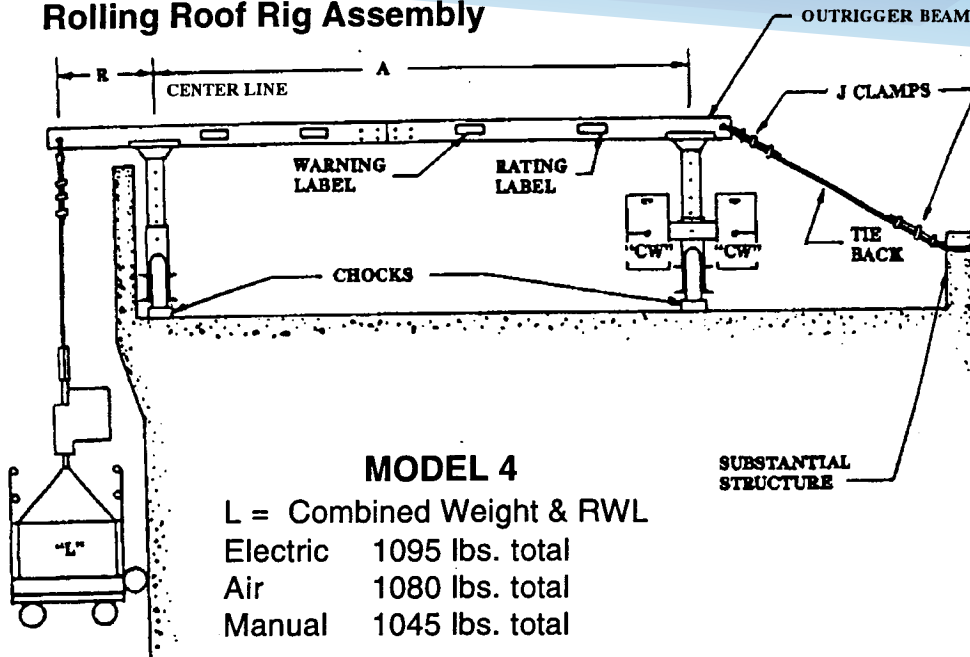 Rolling Roof Rig Assembly
OUTRIGGER BEAM
R
A
CENTER LINE
J CLAMPS
WARNING
LABEL
RATING
LABEL
"CW"
"CW"
TIE
BACK
CHOCKS
SUBSTANTIAL
STRUCTURE
"L"
MODEL 4
L = Combined Weight & RWL
Electric 1095 lbs. total
Air 1080 lbs. total
Manual 1045 lbs. total